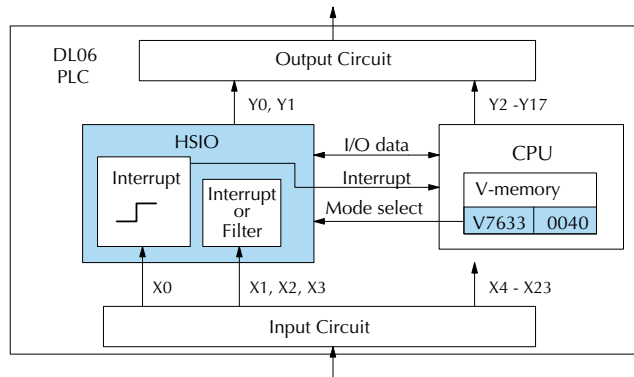 DL06
PLC
Output Circuit
Y0, Y1
Y2 -Y17
HSIO
I/O data
CPU
Interrupt
Interrupt
or
Filter
Interrupt
V-memory
Mode select
V7633
0040
X0
X1, X2, X3
X4 - X23
Input Circuit